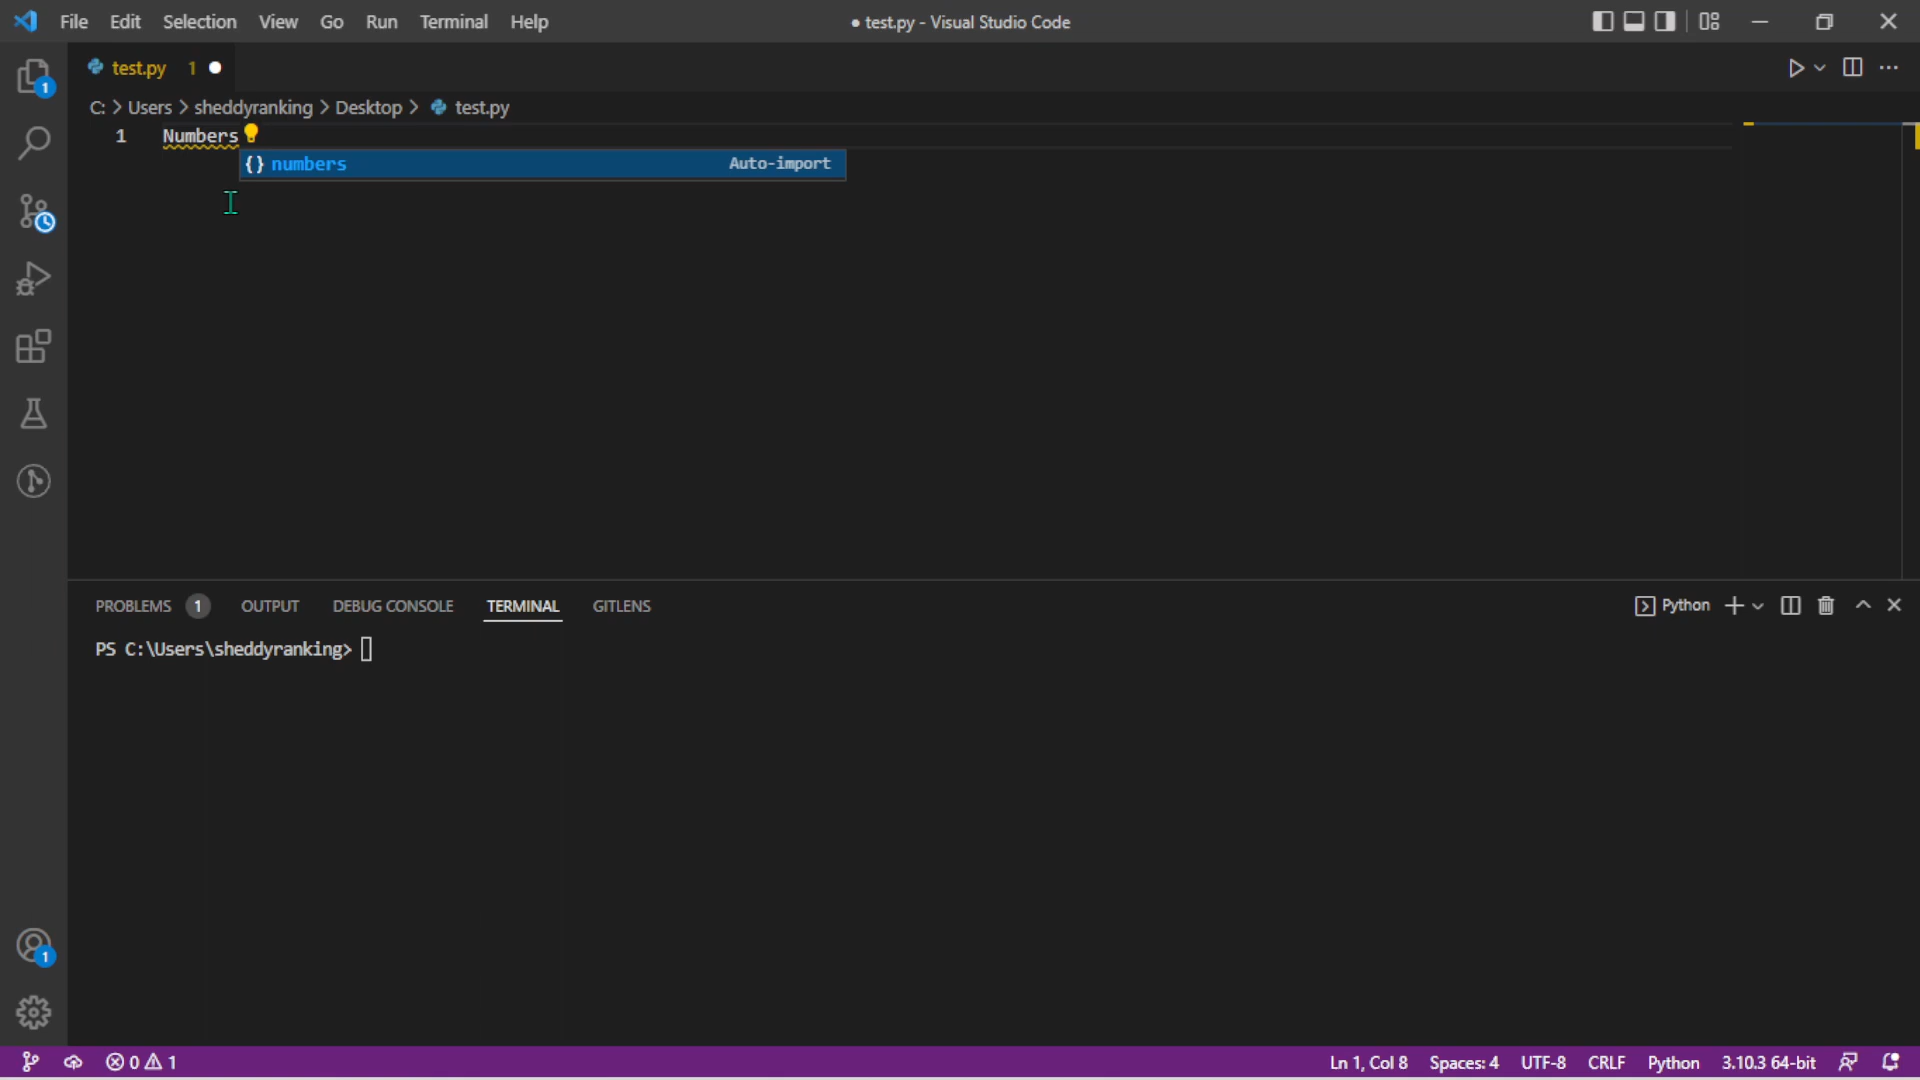 File Edit Selection View Go Run Terminal Help
● test.py - Visual Studio Code
1
test.py 1
C: > Users > sheddyranking > Desktop > test.py
1 Numbers
{} numbers Auto-import
PROBLEMS 1 OUTPUT DEBUG CONSOLE TERMINAL GITLENS
Python
PS C:\Users\sheddyranking>
1
0 1
Ln 1, Col 8 Spaces: 4 UTF-8 CRLF Python 3.10.3 64-bit